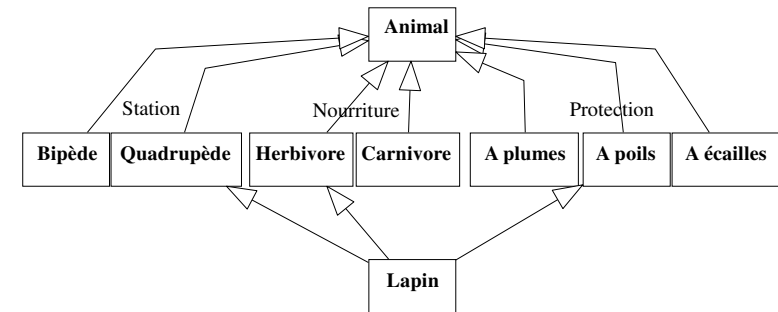 Animal
Station Nourriture Protection
Bipède Quadrupède Herbivore Carnivore A plumes A poils A écailles
Lapin